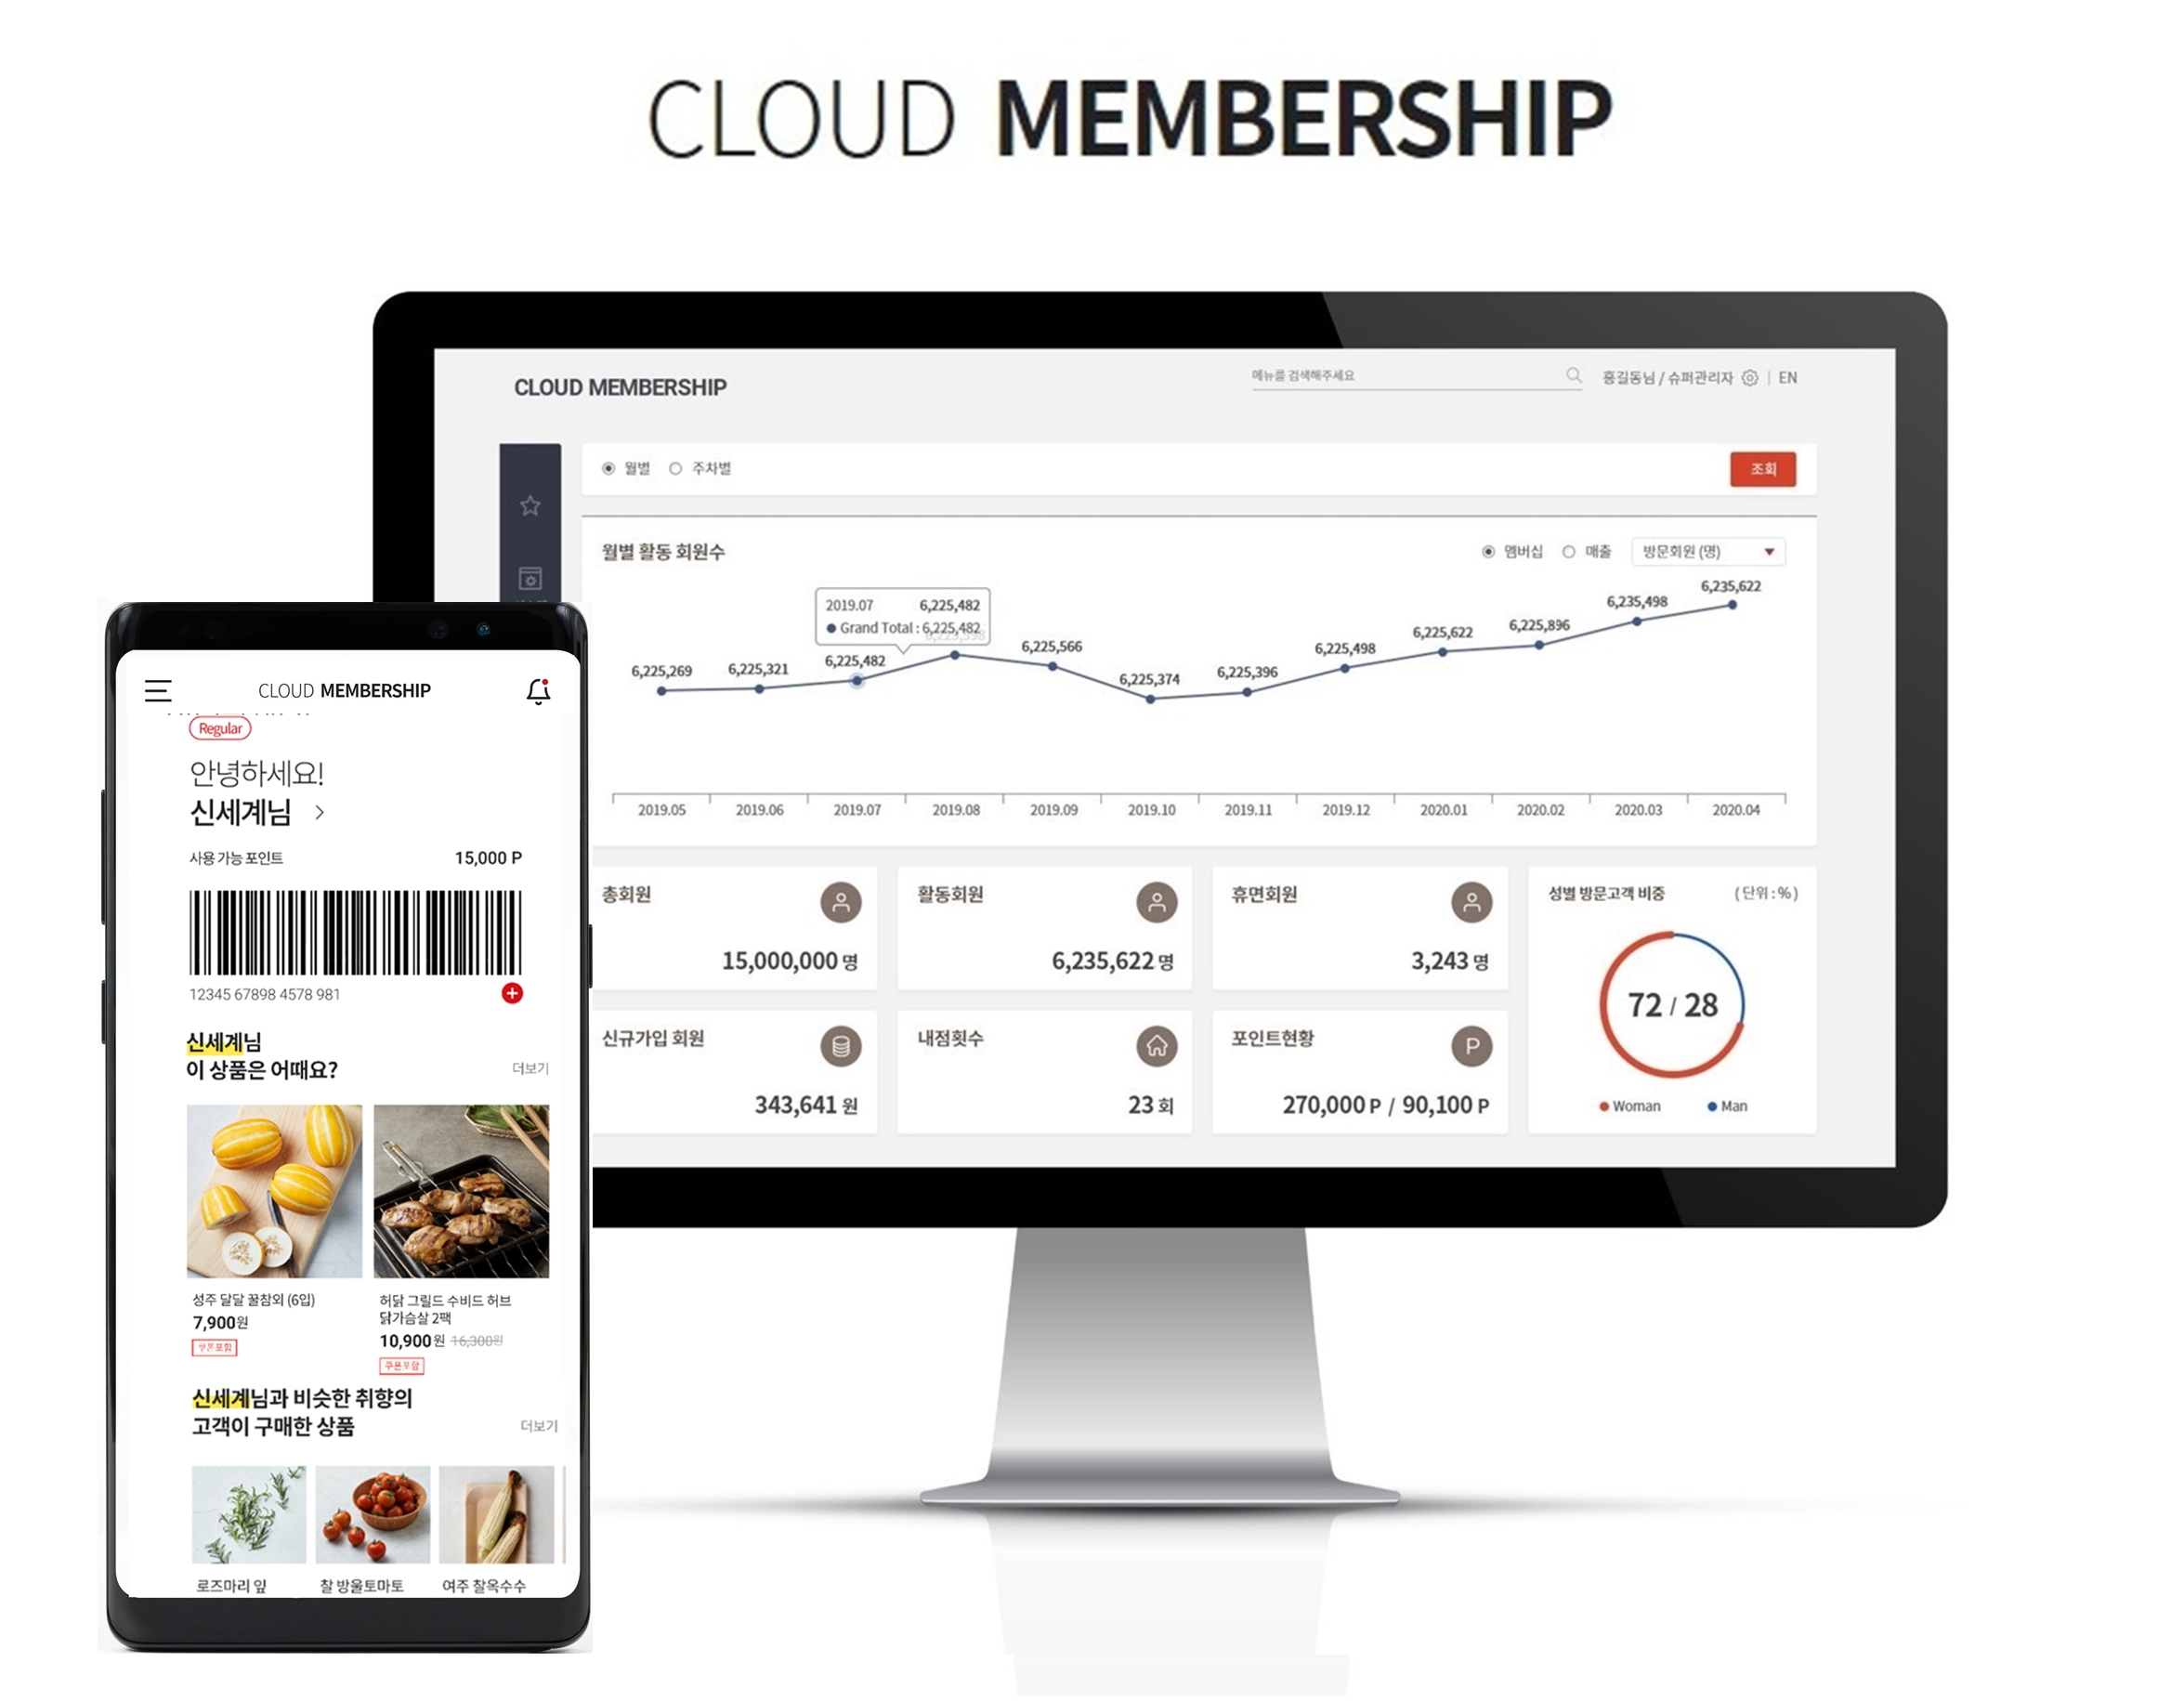 CLOUD MEMBERSHIP
CLOUD MEMBERSHIP
메뉴를 검색해주세요
홍길동님 / 슈퍼관리자 | EN
월별 주차별
조회
월별 활동 회원수
멤버십 매출 방문회원 (명)
2019.07 6,225,482
Grand Total : 6,225,482
6,225,269
6,225,321
6,225,482
6,225,566
6,225,374
6,225,396
6,225,498
6,225,622
6,225,896
6,235,498
6,235,622
2019.05 2019.06 2019.07 2019.08 2019.09 2019.10 2019.11 2019.12 2020.01 2020.02 2020.03 2020.04
총회원
15,000,000 명
활동회원
6,235,622 명
휴면회원
3,243 명
신규가입 회원
343,641 원
내점횟수
23 회
포인트현황
270,000 P / 90,100 P
성별 방문고객 비중 ( 단위 : % )
72 / 28
Woman Man
CLOUD MEMBERSHIP
Regular
안녕하세요!
신세계님
사용 가능 포인트 15,000 P
12345 67898 4578 981
신세계님
이 상품은 어때요?
더보기
성주 달달 꿀참외 (6입)
7,900원
쿠폰포함
허닭 그릴드 수비드 허브
닭가슴살 2팩
10,900원 16,300원
쿠폰포함
신세계님과 비슷한 취향의
고객이 구매한 상품
더보기
로즈마리 잎
찰 방울토마토
여주 찰옥수수